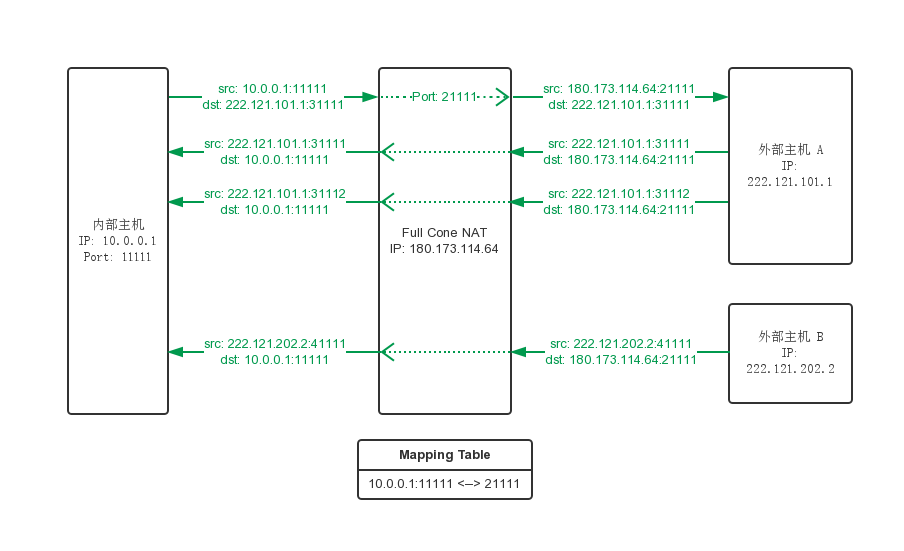 src: 10.0.0.1:11111
dst: 222.121.101.1:31111
Port: 21111
src: 180.173.114.64:21111
dst: 222.121.101.1:31111
src: 222.121.101.1:31111
dst: 10.0.0.1:11111
src: 222.121.101.1:31111
dst: 180.173.114.64:21111
外部主机 A
IP:
222.121.101.1
src: 222.121.101.1:31112
dst: 10.0.0.1:11111
src: 222.121.101.1:31112
dst: 180.173.114.64:21111
内部主机
IP: 10.0.0.1
Port: 11111
Full Cone NAT
IP: 180.173.114.64
src: 222.121.202.2:41111
dst: 10.0.0.1:11111
src: 222.121.202.2:41111
dst: 180.173.114.64:21111
外部主机 B
IP:
222.121.202.2
Mapping Table
10.0.0.1:11111 <--> 21111